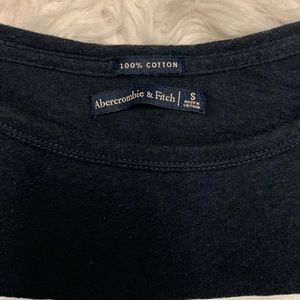 100% COTTON
Abercrombie & Fitch | S
MADE IN
VIETNAM